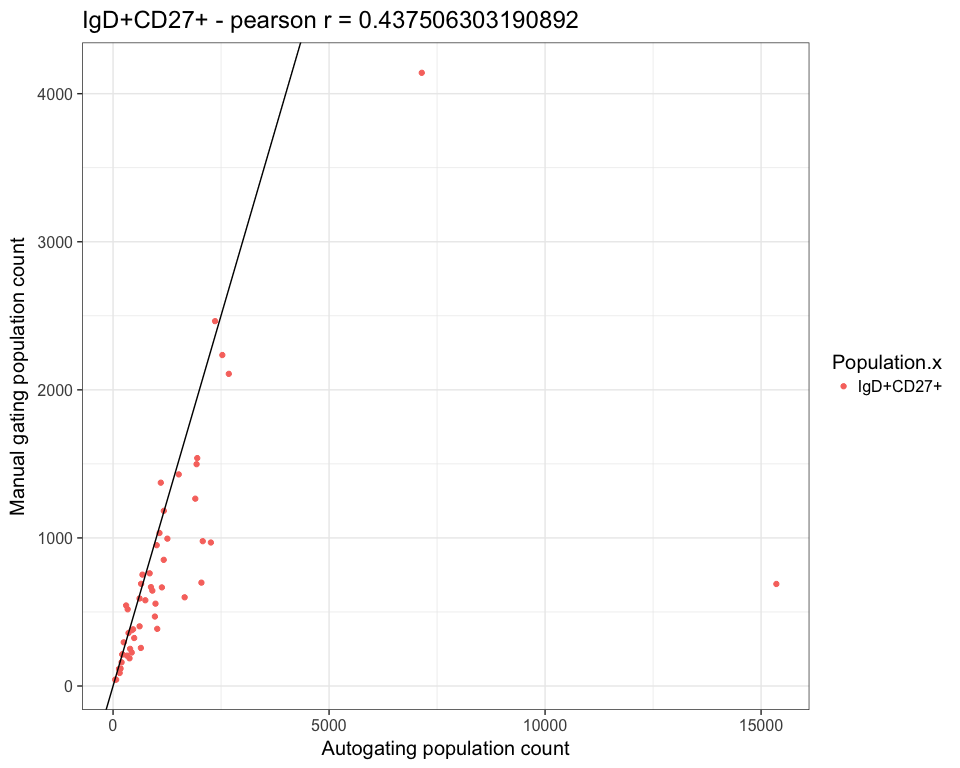 IgD+CD27+ - pearson r = 0.437506303190892
Manual gating population count
4000
3000
2000
1000
0
0
5000
10000
15000
Autogating population count
Population.x
IgD+CD27+